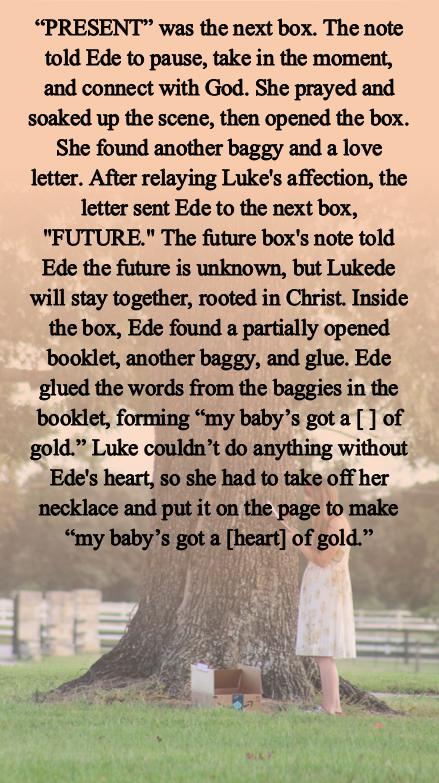 “PRESENT” was the next box. The note
told Ede to pause, take in the moment,
and connect with God. She prayed and
soaked up the scene, then opened the box.
She found another baggy and a love
letter. After relaying Luke's affection, the
letter sent Ede to the next box,
"FUTURE." The future box's note told
Ede the future is unknown, but Lukede
will stay together, rooted in Christ. Inside
the box, Ede found a partially opened
booklet, another baggy, and glue. Ede
glued the words from the baggies in the
booklet, forming “my baby’s got a [ ] of
gold.” Luke couldn’t do anything without
Ede's heart, so she had to take off her
necklace and put it on the page to make
“my baby’s got a [heart] of gold.”